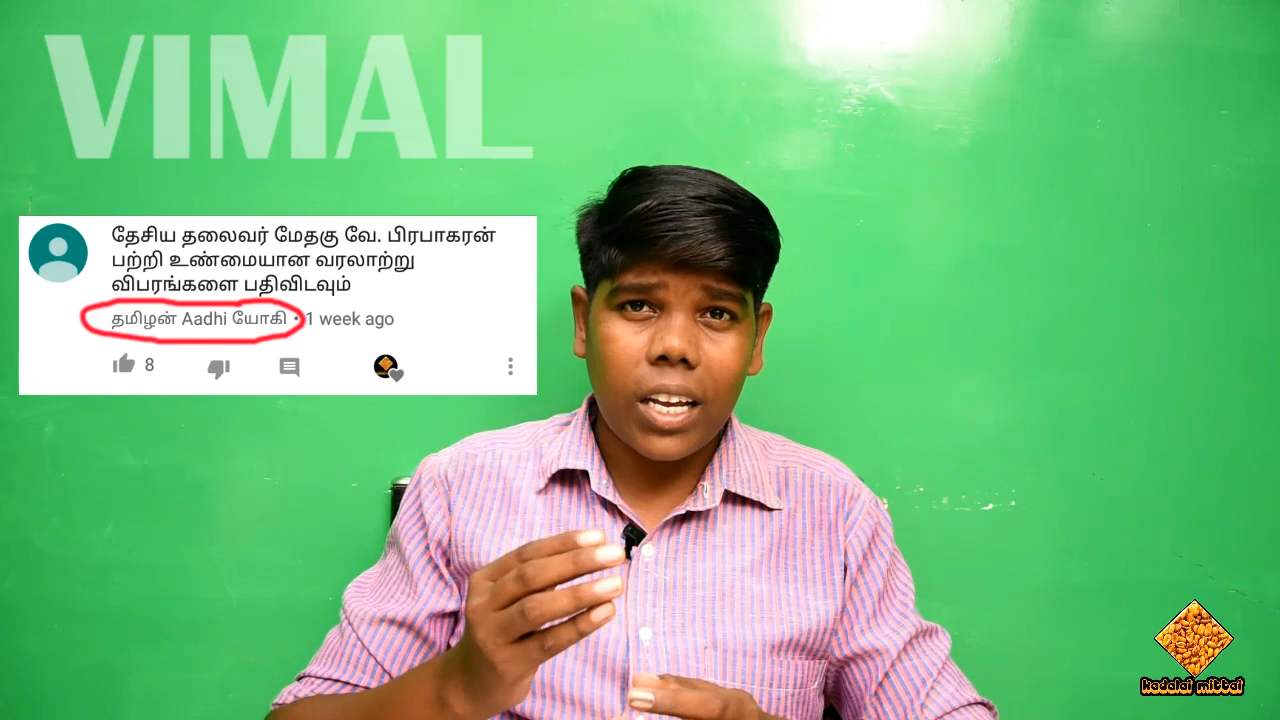 VIMAL
தேசிய தலைவர் மேதகு வே. பிரபாகரன்
பற்றி உண்மையான வரலாற்று
விபரங்களை பதிவிடவும்
தமிழன் Aadhi யோகி • 1 week ago
8
kadalai mittai